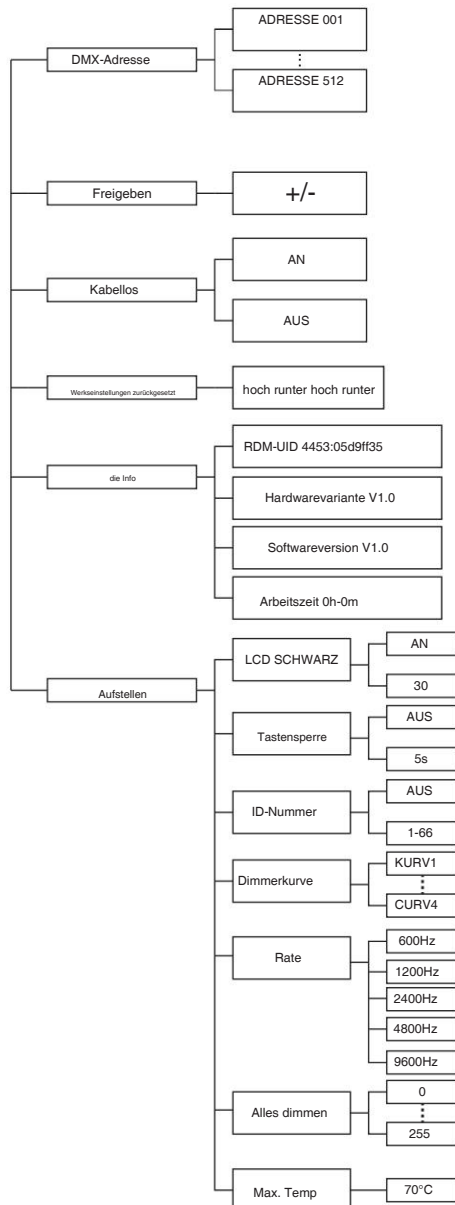 DMX-Adresse
ADRESSE 001
ADRESSE 512
Freigeben
+/-
Kabellos
AN
AUS
Werkseinstellungen zurückgesetzt
hoch runter hoch runter
die Info
RDM-UID 4453:05d9ff35
Hardwarevariante V1.0
Softwareversion V1.0
Arbeitszeit 0h-0m
Aufstellen
LCD SCHWARZ
AN
30
Tastensperre
AUS
5s
ID-Nummer
AUS
1-66
Dimmerkurve
KURV1
CURV4
Rate
600Hz
1200Hz
2400Hz
4800Hz
9600Hz
Alles dimmen
0
255
Max. Temp
70°C